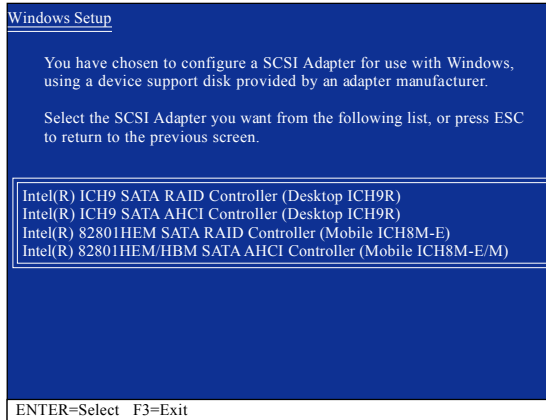 Windows Setup
You have chosen to configure a SCSI Adapter for use with Windows,
using a device support disk provided by an adapter manufacturer.
Select the SCSI Adapter you want from the following list, or press ESC
to return to the previous screen.
Intel(R) ICH9 SATA RAID Controller (Desktop ICH9R)
Intel(R) ICH9 SATA AHCI Controller (Desktop ICH9R)
Intel(R) 82801HEM SATA RAID Controller (Mobile ICH8M-E)
Intel(R) 82801HEM/HBM SATA AHCI Controller (Mobile ICH8M-E/M)
ENTER=Select F3=Exit